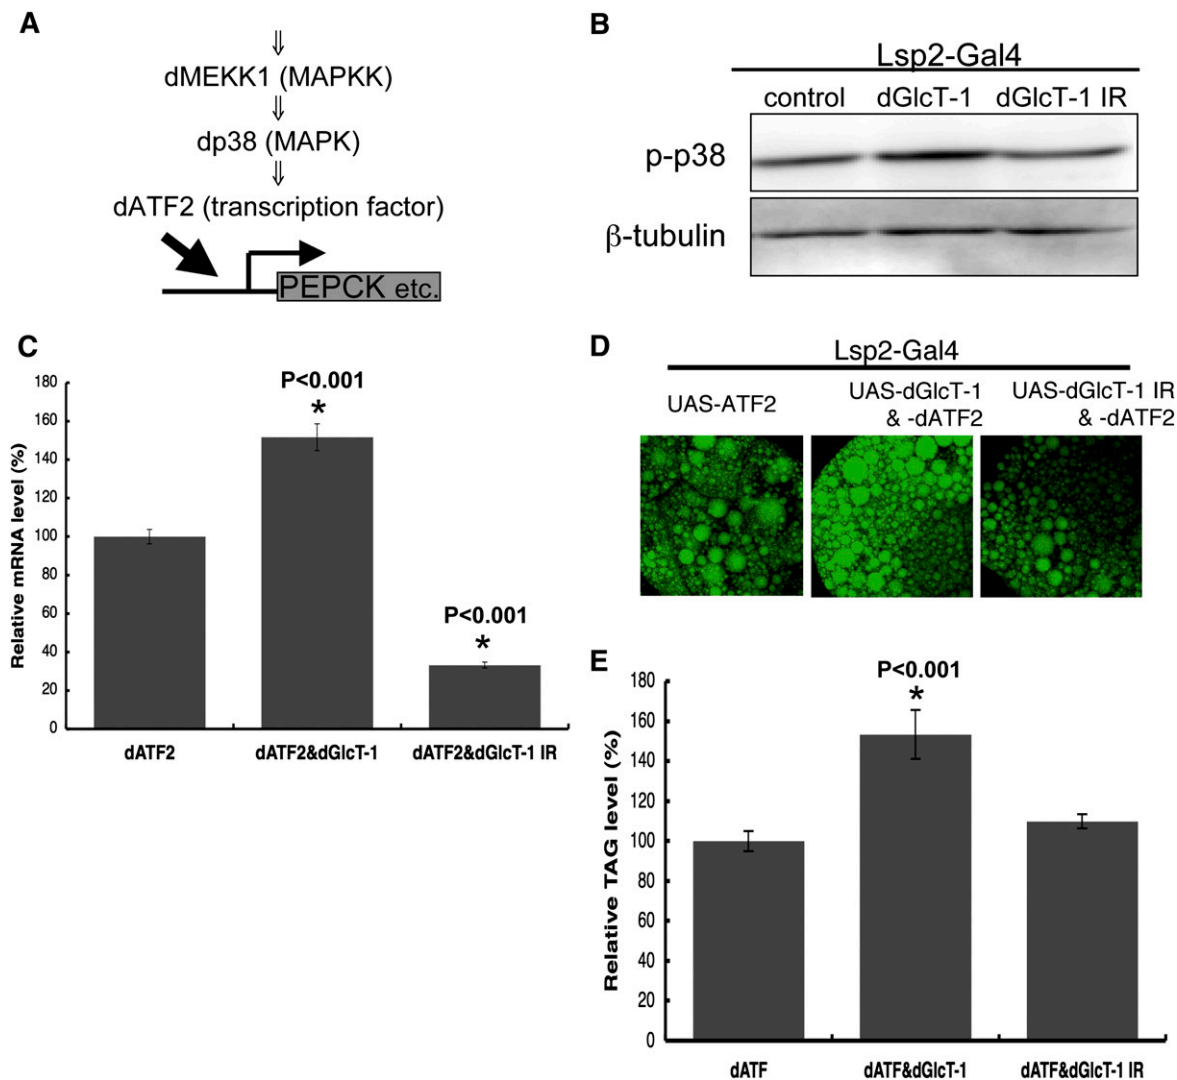 A
⇓
dMEKK1 (MAPKK)
⇓
dp38 (MAPK)
⇓
dATF2 (transcription factor)
PEPCK etc.
B
Lsp2-Gal4
control dGlcT-1 dGlcT-1 IR
p-p38
β-tubulin
C
Relative mRNA level (%)
180
160
140
120
100
80
60
40
20
0
P<0.001
*
P<0.001
*
dATF2 dATF2&dGlcT-1 dATF2&dGlcT-1 IR
D
Lsp2-Gal4
UAS-ATF2
UAS-dGlcT-1
& -dATF2
UAS-dGlcT-1 IR
& -dATF2
E
Relative TAG level (%)
180
160
140
120
100
80
60
40
20
0
P<0.001
*
dATF dATF&dGlcT-1 dATF&dGlcT-1 IR